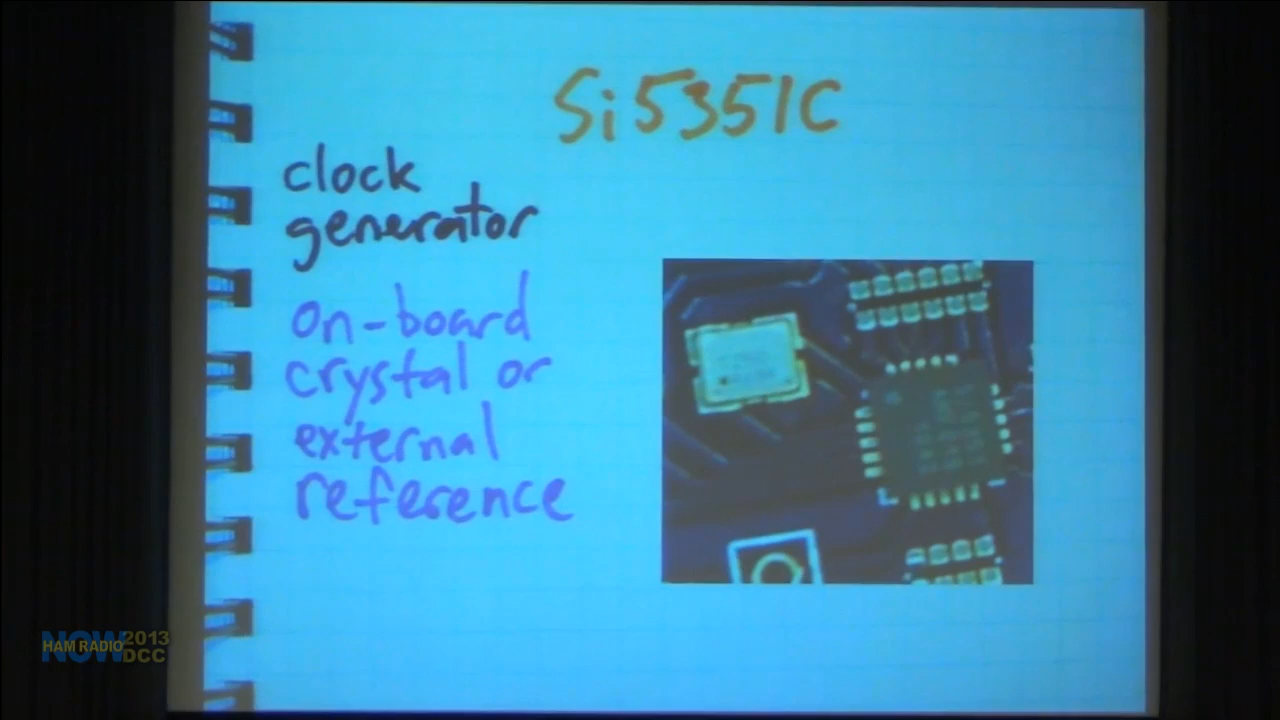 Si5351C
clock
generator
on-board
crystal or
external
reference
HAM RADIO NOW 2013 DCC